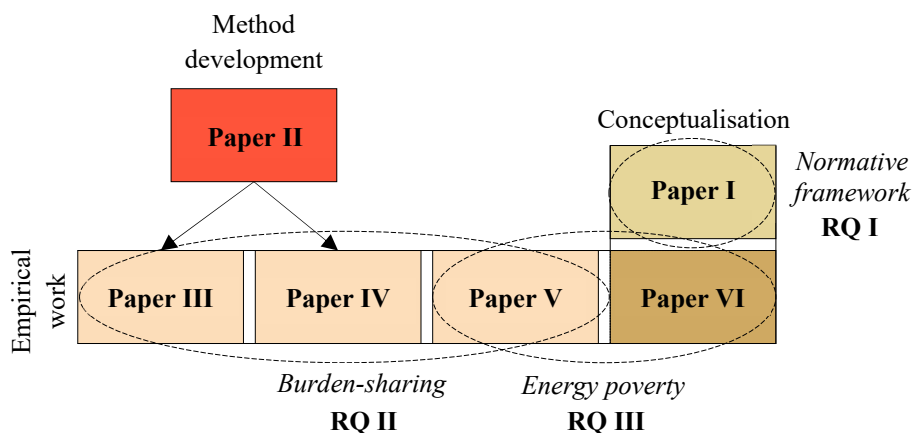 Method
development
Paper II
Conceptualisation
Paper I
Normative
framework
RQ I
Empirical
work
Paper III
Paper IV
Paper V
Paper VI
Burden-sharing
RQ II
Energy poverty
RQ III